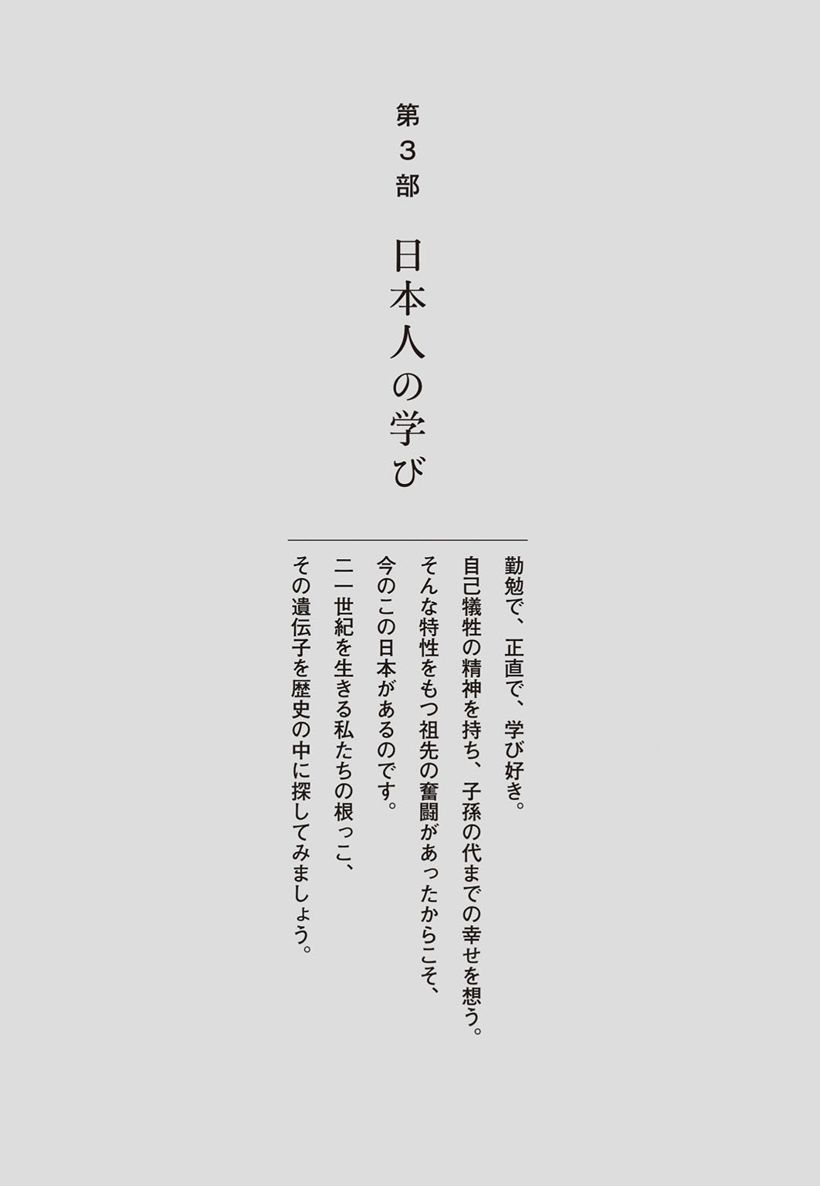 第3部 日本人の学び
勤勉で、正直で、学び好き。
自己犠牲の精神を持ち、子孫の代までの幸せを想う。
そんな特性をもつ祖先の奮闘があったからこそ、
今のこの日本があるのです。
二一世紀を生きる私たちの根っこ、
その遺伝子を歴史の中に探してみましょう。